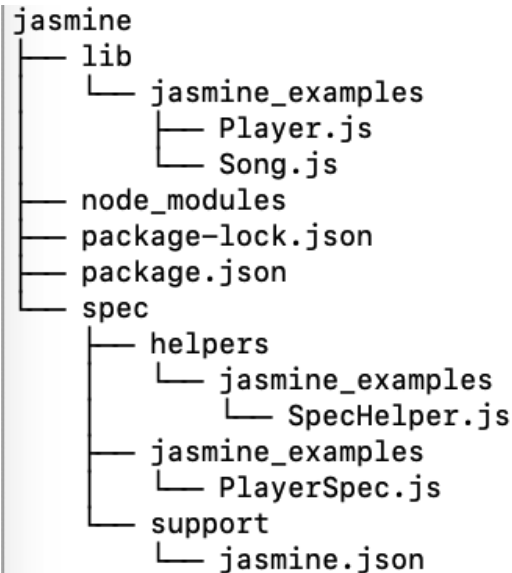 jasmine
├── lib
│   └── jasmine_examples
│       ├── Player.js
│       └── Song.js
├── node_modules
├── package-lock.json
├── package.json
└── spec
    ├── helpers
    │   └── jasmine_examples
    │       └── SpecHelper.js
    ├── jasmine_examples
    │   └── PlayerSpec.js
    └── support
        └── jasmine.json